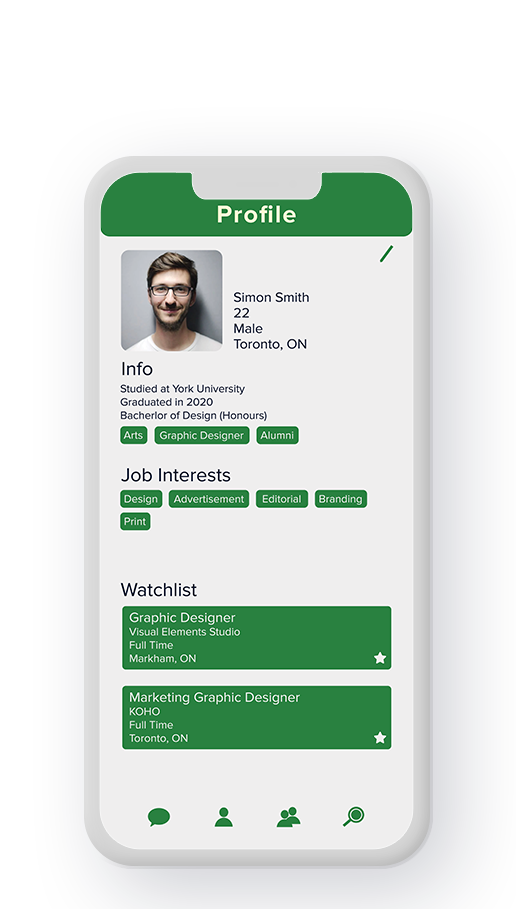 Profile
Simon Smith
22
Male
Toronto, ON
Info
Studied at York University
Graduated in 2020
Bacherlor of Design (Honours)
Arts Graphic Designer Alumni
Job Interests
Design Advertisement Editorial Branding
Print
Watchlist
Graphic Designer
Visual Elements Studio
Full Time
Markham, ON
Marketing Graphic Designer
KOHO
Full Time
Toronto, ON